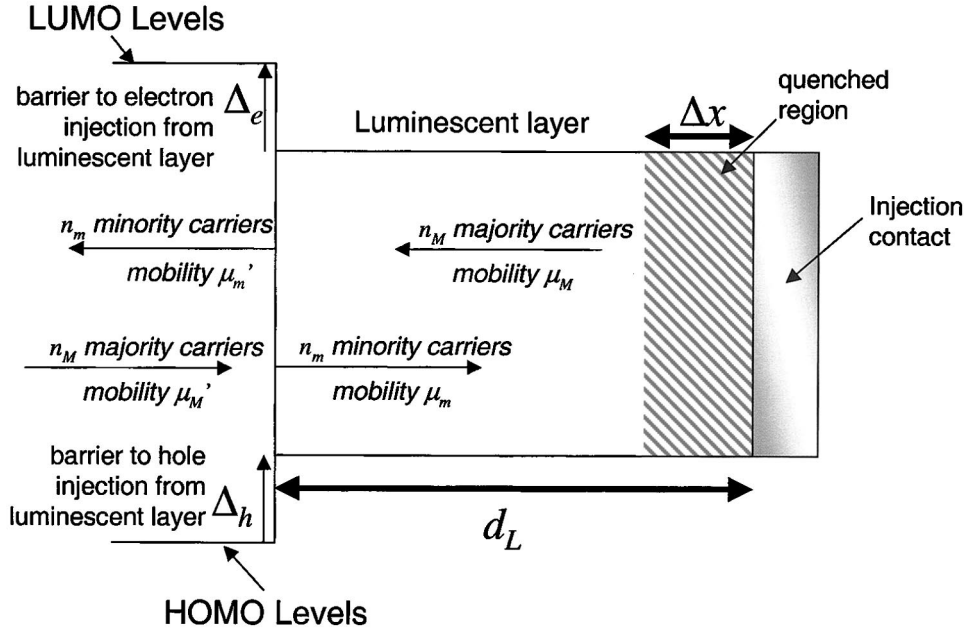 LUMO Levels
barrier to electron
injection from
luminescent layer
Δe
Luminescent layer
Δx
quenched
region
Injection
contact
nm minority carriers
mobility μm'
nM majority carriers
mobility μM
nM majority carriers
mobility μM'
nm minority carriers
mobility μm
barrier to hole
injection from
luminescent layer
Δh
dL
HOMO Levels